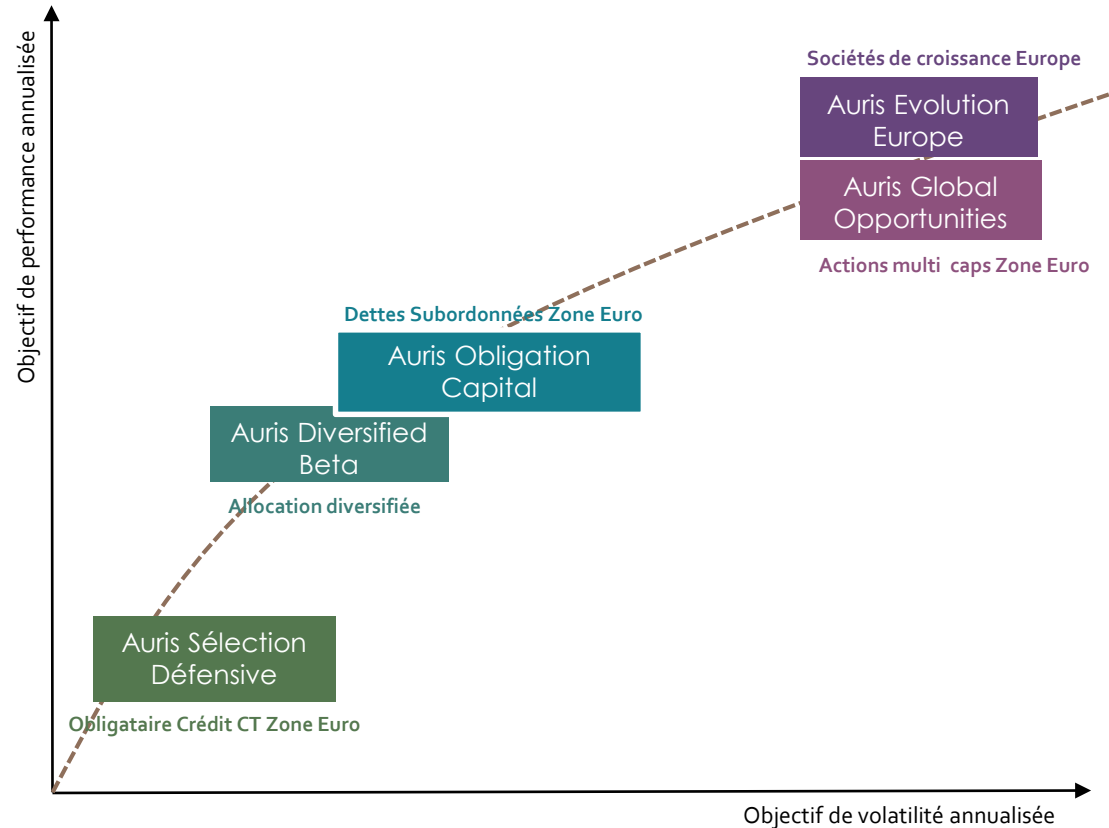 Objectif de performance annualisée
Sociétés de croissance Europe
Auris Evolution
Europe
Auris Global
Opportunities
Actions multi caps Zone Euro
Dettes Subordonnées Zone Euro
Auris Obligation
Capital
Auris Diversified
Beta
Allocation diversifiée
Auris Sélection
Défensive
Obligataire Crédit CT Zone Euro
Objectif de volatilité annualisée